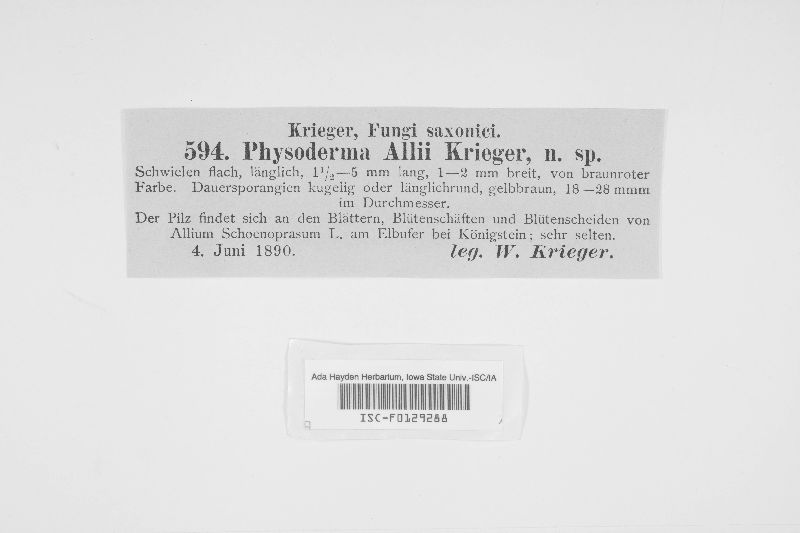 Krieger, Fungi saxonici.
594. Physoderma Allii Krieger, n. sp.
Schwielen flach, länglich, 1¹/₂—5 mm lang, 1—2 mm breit, von braunroter
Farbe. Dauersporangien kugelig oder länglichrund, gelbbraun, 18—28 mmm
im Durchmesser.
Der Pilz findet sich an den Blättern, Blütenschäften und Blütenscheiden von
Allium Schoenoprasum L. am Elbufer bei Königstein; sehr selten.
4. Juni 1890. leg. W. Krieger.
Ada Hayden Herbarium, Iowa State Univ.-ISC/IA
ISC-F0129288